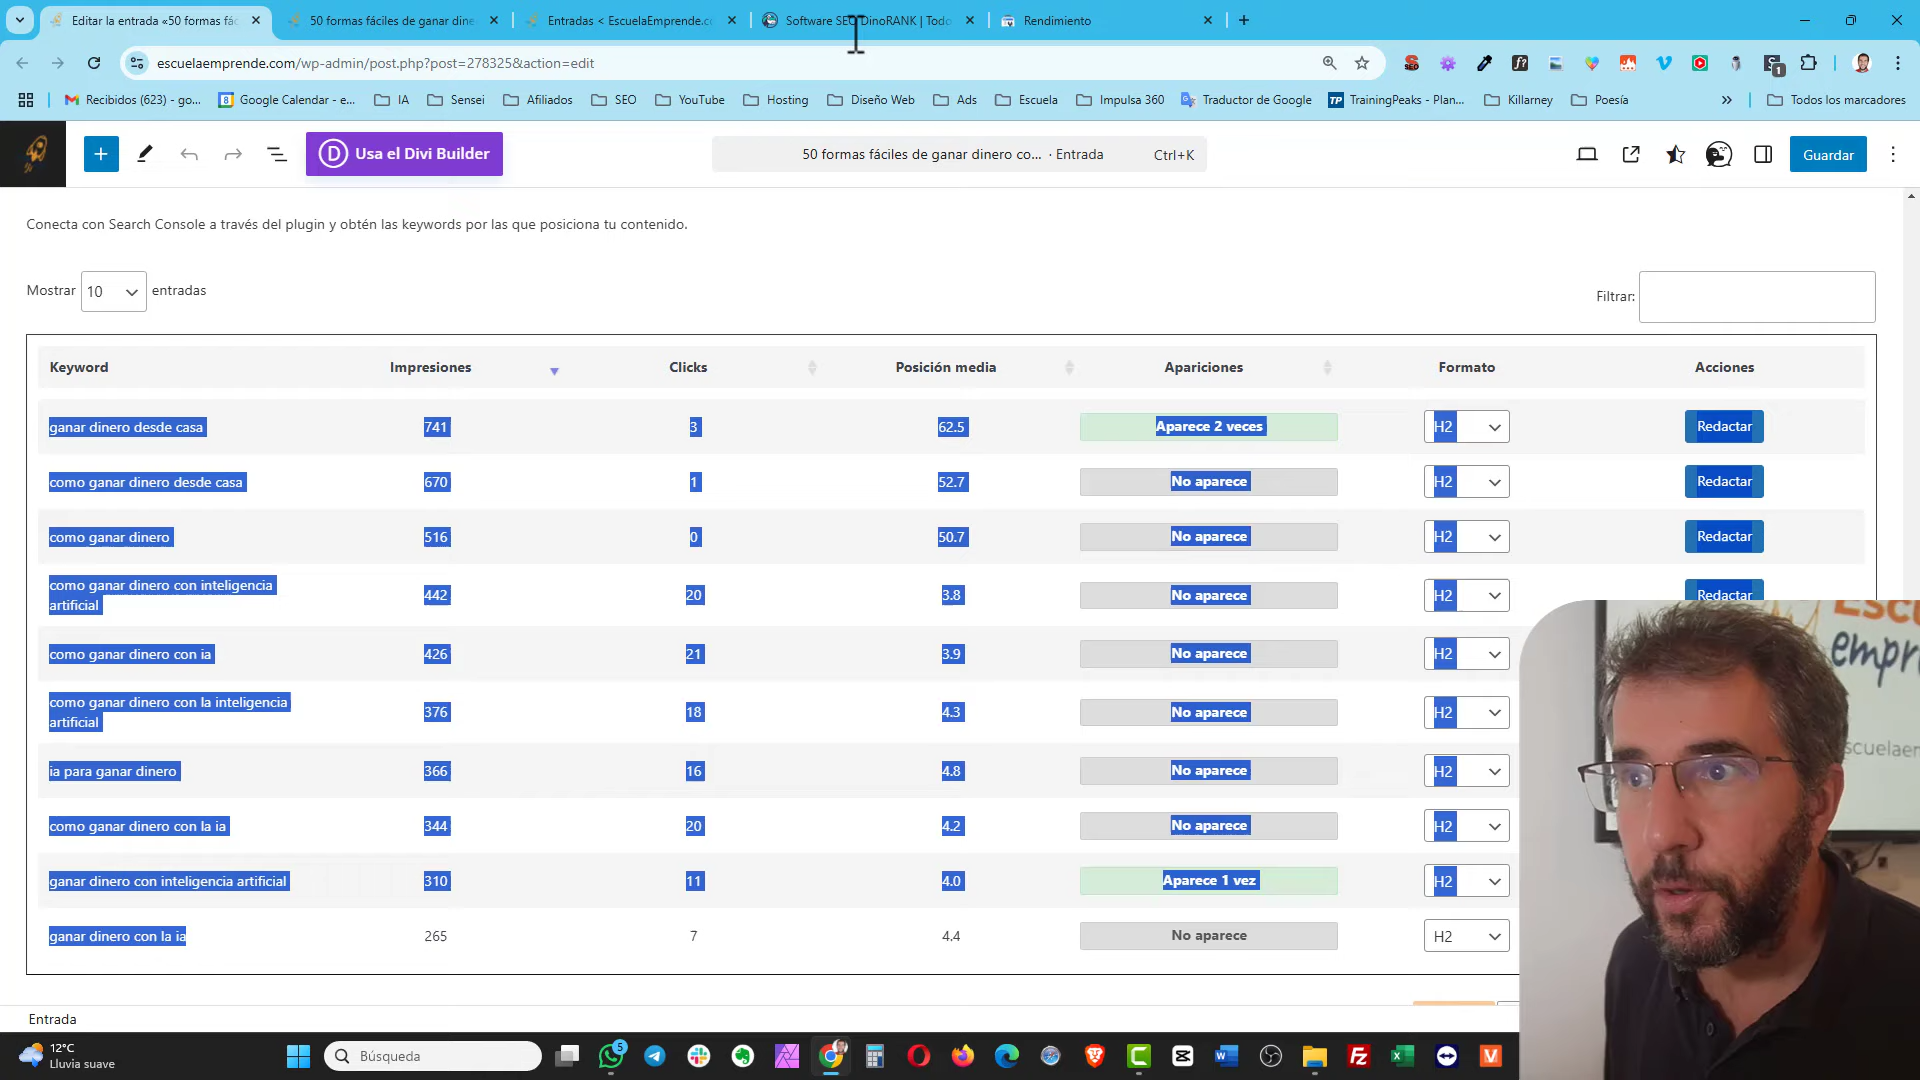 Editar la entrada «50 formas fác
50 formas fáciles de ganar dine
Entradas < EscuelaEmprende.co
Software SEO DinoRANK | Todo
Rendimiento
escuelaemprende.com/wp-admin/post.php?post=278325&action=edit
Recibidos (623) - go...
Google Calendar - e...
IA
Sensei
Afiliados
SEO
YouTube
Hosting
Diseño Web
Ads
Escuela
Impulsa 360
Traductor de Google
TrainingPeaks - Plan...
Killarney
Poesía
Todos los marcadores
Usa el Divi Builder
50 formas fáciles de ganar dinero co... · Entrada Ctrl+K
Guardar
Conecta con Search Console a través del plugin y obtén las keywords por las que posiciona tu contenido.
Mostrar 10 entradas
Filtrar:
Keyword Impresiones Clicks Posición media Apariciones Formato Acciones
ganar dinero desde casa 741 3 62.5 Aparece 2 veces H2 Redactar
como ganar dinero desde casa 670 1 52.7 No aparece H2 Redactar
como ganar dinero 516 0 50.7 No aparece H2 Redactar
como ganar dinero con inteligencia
artificial 442 20 3.8 No aparece H2 Redactar
como ganar dinero con ia 426 21 3.9 No aparece H2
como ganar dinero con la inteligencia
artificial 376 18 4.3 No aparece H2
ia para ganar dinero 366 16 4.8 No aparece H2
como ganar dinero con la ia 344 20 4.2 No aparece H2
ganar dinero con inteligencia artificial 310 11 4.0 Aparece 1 vez H2
ganar dinero con la ia 265 7 4.4 No aparece H2
Entrada
12°C
Lluvia suave
Búsqueda
5